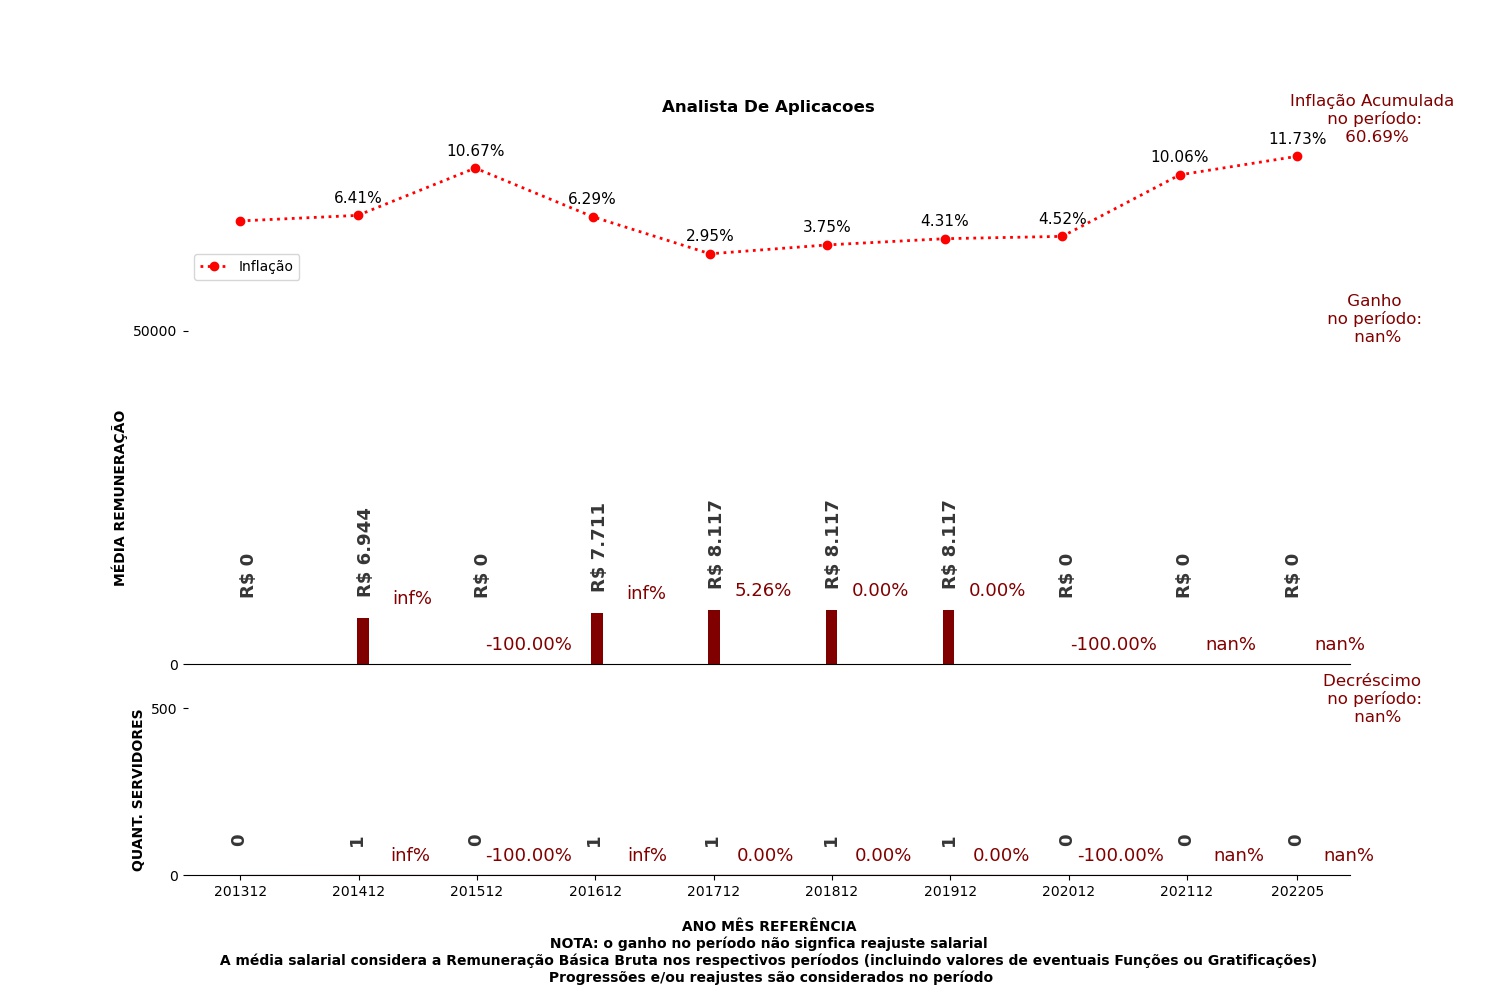 Analista De Aplicacoes
Inflação Acumulada
no período:
60.69%
6.41%
10.67%
6.29%
2.95%
3.75%
4.31%
4.52%
10.06%
11.73%
Inflação
Ganho
no período:
nan%
50000
MÉDIA REMUNERAÇÃO
R$ 0
R$ 6.944
R$ 0
R$ 7.711
R$ 8.117
R$ 8.117
R$ 8.117
R$ 0
R$ 0
R$ 0
inf%
-100.00%
inf%
5.26%
0.00%
0.00%
-100.00%
nan%
nan%
0
Decréscimo
no período:
nan%
500
QUANT. SERVIDORES
0
1
0
1
1
1
1
0
0
0
inf%
-100.00%
inf%
0.00%
0.00%
0.00%
-100.00%
nan%
nan%
0
201312
201412
201512
201612
201712
201812
201912
202012
202112
202205
ANO MÊS REFERÊNCIA
NOTA: o ganho no período não signfica reajuste salarial
A média salarial considera a Remuneração Básica Bruta nos respectivos períodos (incluindo valores de eventuais Funções ou Gratificações)
Progressões e/ou reajustes são considerados no período